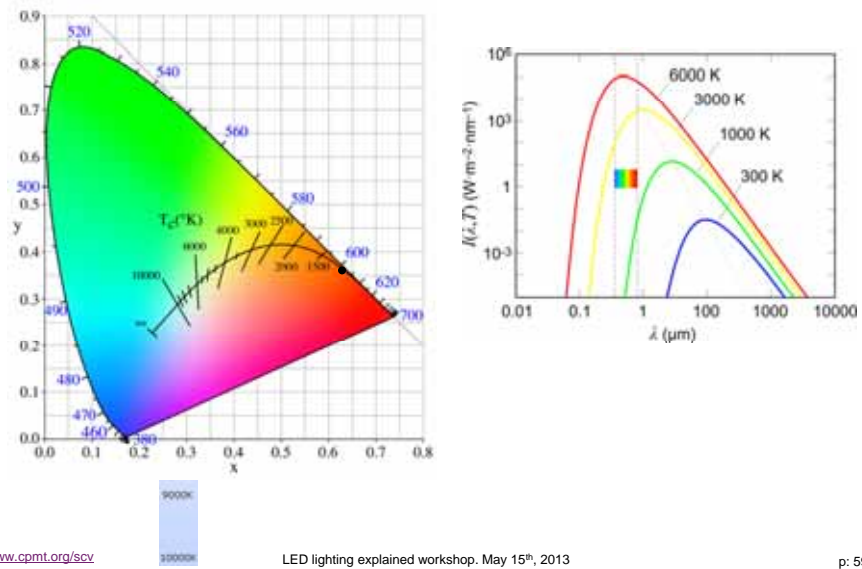 0.9
520
0.8
540
0.7
560
0.6
500
y
0.5
580
Tc(°K)
0.4
6000
4000
3000
2500
600
10000
2000
1500
620
0.3
490
∞
700
0.2
480
0.1
470
460
380
0.0
0.0 0.1 0.2 0.3 0.4 0.5 0.6 0.7 0.8
x
10⁶
6000 K
3000 K
10³
1000 K
I(λ,T) (W·m⁻²·nm⁻¹)
1
300 K
10⁻³
0.01 0.1 1 100 1000 10000
λ (μm)
9000K
10000K
ww.cpmt.org/scv
LED lighting explained workshop. May 15th, 2013
p: 59